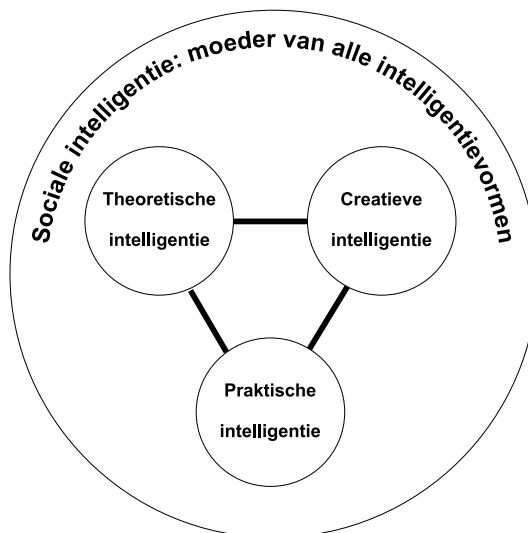 Sociale intelligentie: moeder van alle intelligentievormen
Theoretische
intelligentie
Creatieve
intelligentie
Praktische
intelligentie